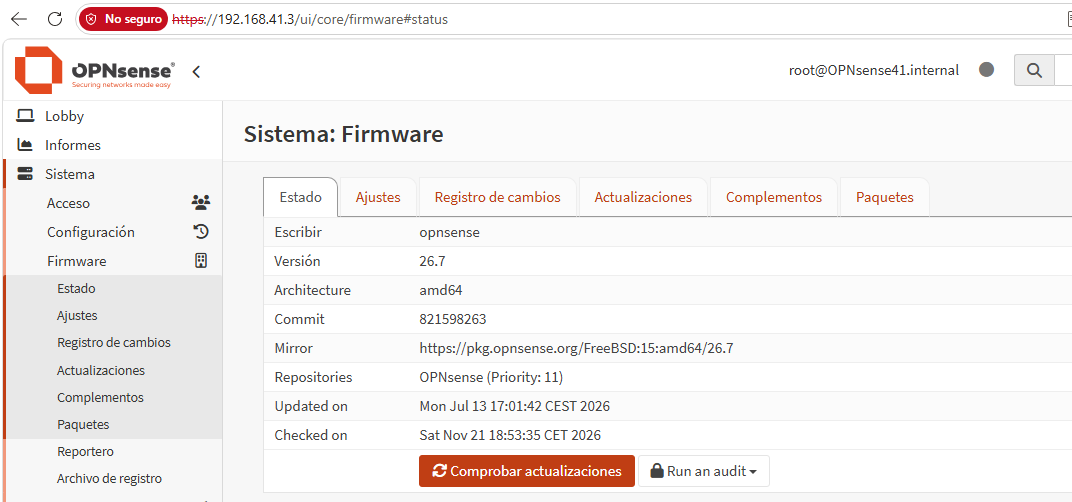 No seguro https://192.168.41.3/ui/core/firmware#status
OPNsense®
Securing networks made easy
root@OPNsense41.internal
Lobby
Informes
Sistema
Acceso
Configuración
Firmware
Estado
Ajustes
Registro de cambios
Actualizaciones
Complementos
Paquetes
Reportero
Archivo de registro
Sistema: Firmware
Estado Ajustes Registro de cambios Actualizaciones Complementos Paquetes
Escribir opnsense
Versión 26.7
Architecture amd64
Commit 821598263
Mirror https://pkg.opnsense.org/FreeBSD:15:amd64/26.7
Repositories OPNsense (Priority: 11)
Updated on Mon Jul 13 17:01:42 CEST 2026
Checked on Sat Nov 21 18:53:35 CET 2026
Comprobar actualizaciones Run an audit